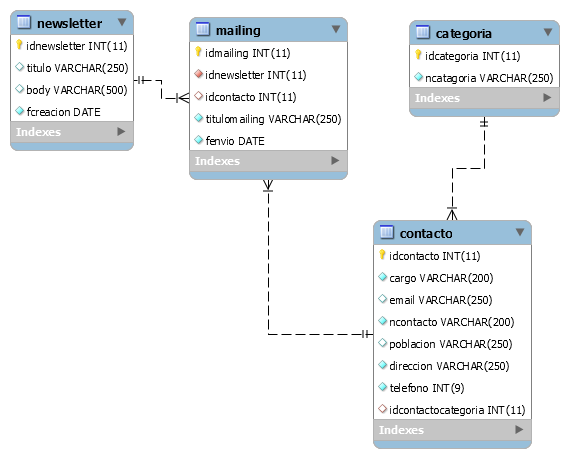 newsletter
idnewsletter INT(11)
titulo VARCHAR(250)
body VARCHAR(500)
fcreacion DATE
Indexes
mailing
idmailing INT(11)
idnewsletter INT(11)
idcontacto INT(11)
titulomailing VARCHAR(250)
fenvio DATE
Indexes
categoria
idcategoria INT(11)
ncatagoria VARCHAR(250)
Indexes
contacto
idcontacto INT(11)
cargo VARCHAR(200)
email VARCHAR(250)
ncontacto VARCHAR(200)
poblacion VARCHAR(250)
direccion VARCHAR(250)
telefono INT(9)
idcontactocategoria INT(11)
Indexes